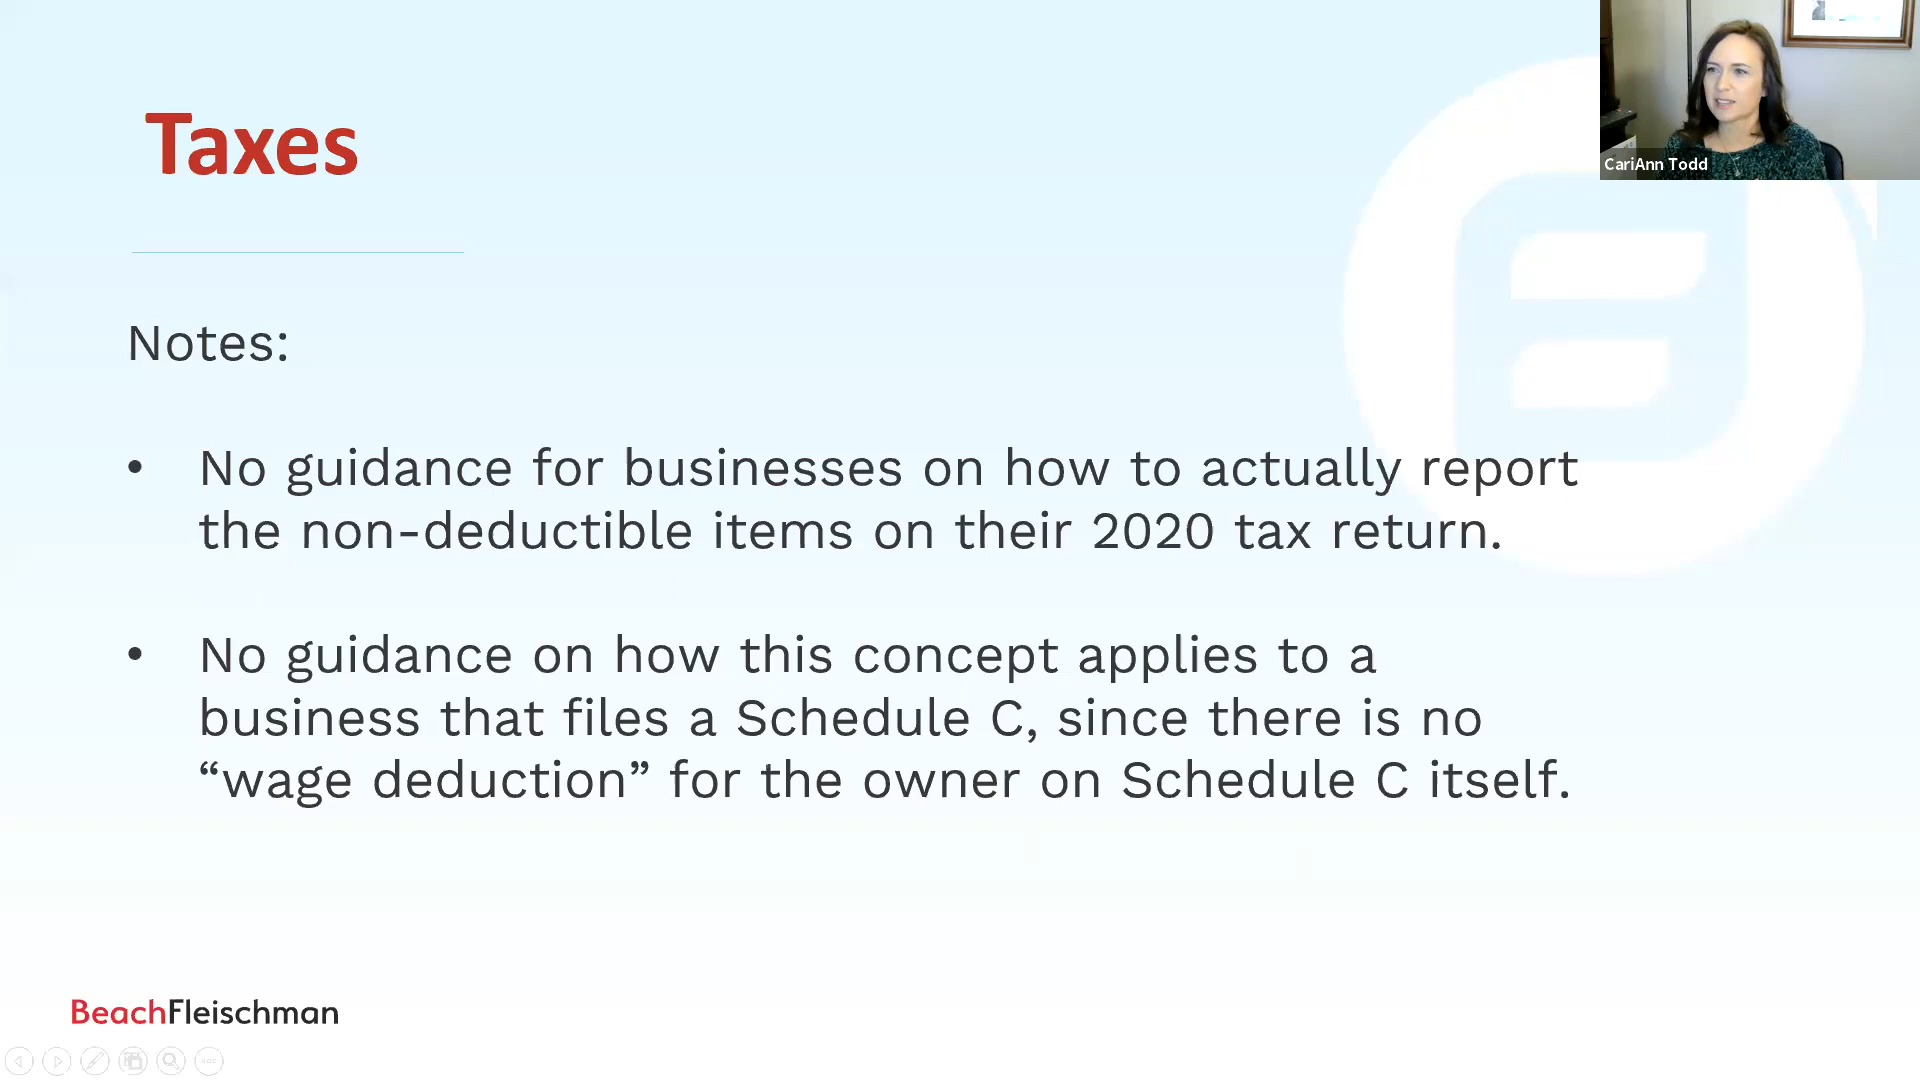 Taxes
CariAnn Todd
Notes:
• No guidance for businesses on how to actually report
the non-deductible items on their 2020 tax return.
• No guidance on how this concept applies to a
business that files a Schedule C, since there is no
“wage deduction” for the owner on Schedule C itself.
BeachFleischman